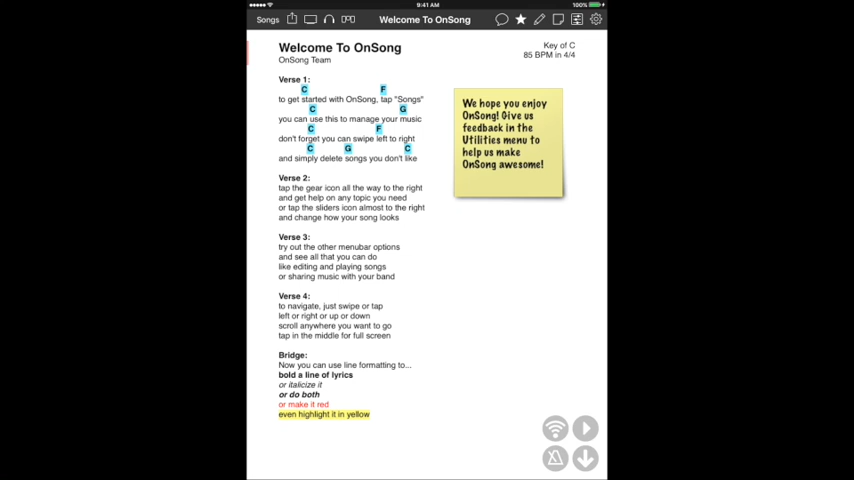 9:41 AM
100%
Songs
Welcome To OnSong
Welcome To OnSong
OnSong Team
Key of C
85 BPM in 4/4
Verse 1:
C F
to get started with OnSong, tap "Songs"
C G
you can use this to manage your music
C F
don't forget you can swipe left to right
C G C
and simply delete songs you don't like
Verse 2:
tap the gear icon all the way to the right
and get help on any topic you need
or tap the sliders icon almost to the right
and change how your song looks
Verse 3:
try out the other menubar options
and see all that you can do
like editing and playing songs
or sharing music with your band
Verse 4:
to navigate, just swipe or tap
left or right or up or down
scroll anywhere you want to go
tap in the middle for full screen
Bridge:
Now you can use line formatting to...
bold a line of lyrics
or italicize it
or do both
or make it red
even highlight it in yellow
We hope you enjoy
OnSong! Give us
feedback in the
Utilities menu to
help us make
OnSong awesome!